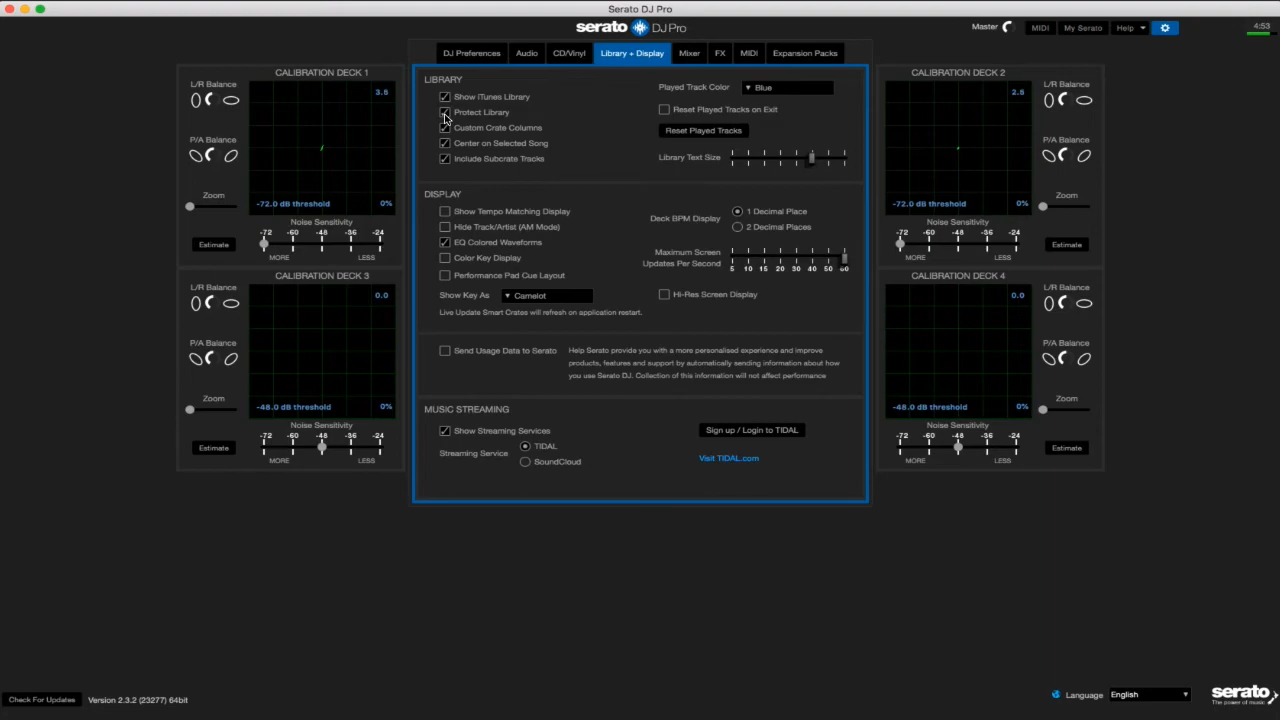 Serato DJ Pro
serato DJ Pro
Master
MIDI
My Serato
Help
4:53
DJ Preferences
Audio
CD/Vinyl
Library + Display
Mixer
FX
MIDI
Expansion Packs
CALIBRATION DECK 1
L/R Balance
3.5
P/A Balance
Zoom
-72.0 dB threshold
0%
Noise Sensitivity
-72 -60 -48 -36 -24
Estimate
MORE
LESS
CALIBRATION DECK 3
L/R Balance
0.0
P/A Balance
Zoom
-48.0 dB threshold
0%
Noise Sensitivity
-72 -60 -48 -36 -24
Estimate
MORE
LESS
LIBRARY
Show iTunes Library
Protect Library
Custom Crate Columns
Center on Selected Song
Include Subcrate Tracks
Played Track Color
Blue
Reset Played Tracks on Exit
Reset Played Tracks
Library Text Size
DISPLAY
Show Tempo Matching Display
Hide Track/Artist (AM Mode)
EQ Colored Waveforms
Color Key Display
Performance Pad Cue Layout
Show Key As
Camelot
Live Update Smart Crates will refresh on application restart.
Deck BPM Display
1 Decimal Place
2 Decimal Places
Maximum Screen
Updates Per Second
5 10 15 20 30 40 50 60
Hi-Res Screen Display
Send Usage Data to Serato
Help Serato provide you with a more personalised experience and improve
products, features and support by automatically sending information about how
you use Serato DJ. Collection of this information will not affect performance
MUSIC STREAMING
Show Streaming Services
Streaming Service
TIDAL
SoundCloud
Sign up / Login to TIDAL
Visit TIDAL.com
CALIBRATION DECK 2
2.5
L/R Balance
P/A Balance
-72.0 dB threshold
0%
Zoom
Noise Sensitivity
-72 -60 -48 -36 -24
MORE
LESS
Estimate
CALIBRATION DECK 4
0.0
L/R Balance
P/A Balance
-48.0 dB threshold
0%
Zoom
Noise Sensitivity
-72 -60 -48 -36 -24
MORE
LESS
Estimate
Check For Updates
Version 2.3.2 (23277) 64bit
Language
English
serato
The power of music